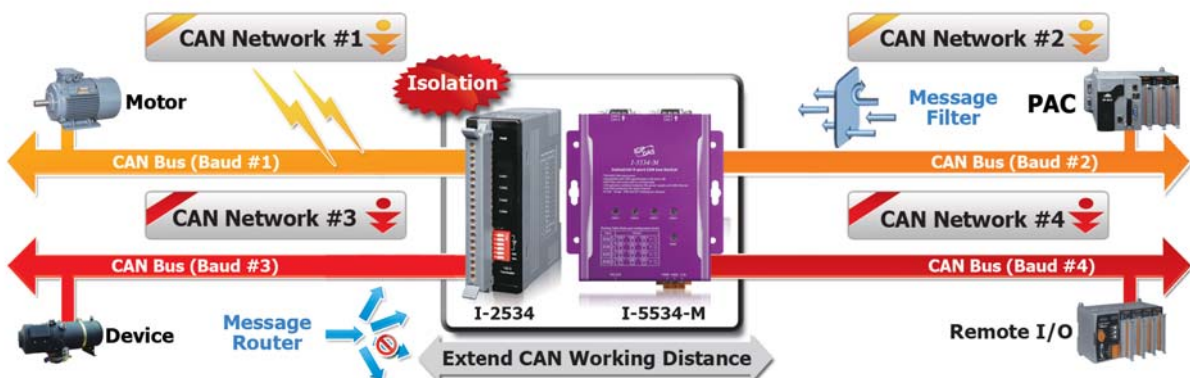 CAN Network #1
CAN Network #2
Isolation
Motor
Message
Filter
PAC
I-5534-M
CAN Bus (Baud #1)
CAN Bus (Baud #2)
CAN Network #3
CAN Network #4
CAN Bus (Baud #3)
CAN Bus (Baud #4)
I-2534
I-5534-M
Device
Message
Router
Remote I/O
Extend CAN Working Distance